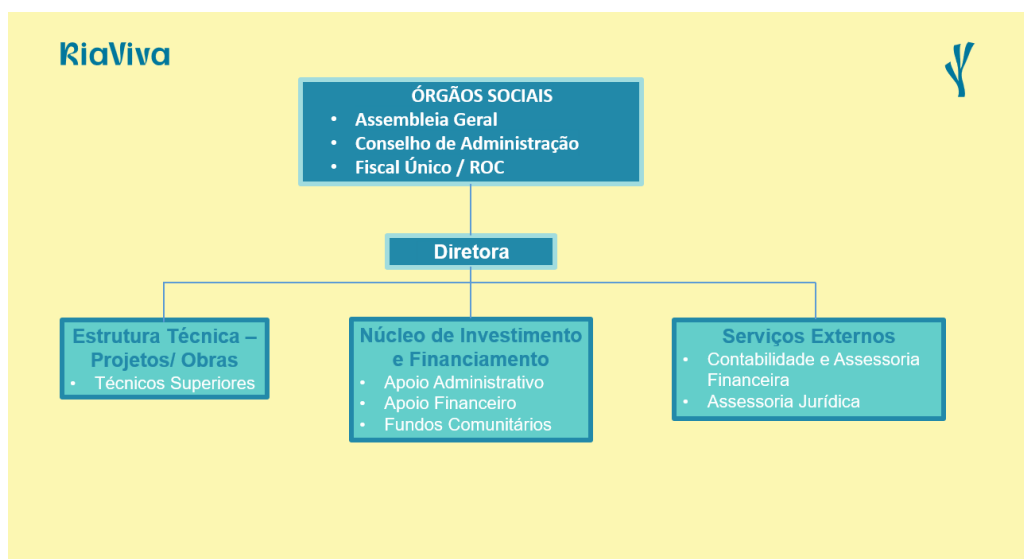 RiaViva
ÓRGÃOS SOCIAIS
• Assembleia Geral
• Conselho de Administração
• Fiscal Único / ROC
Diretora
Estrutura Técnica –
Projetos/ Obras
• Técnicos Superiores
Núcleo de Investimento
e Financiamento
• Apoio Administrativo
• Apoio Financeiro
• Fundos Comunitários
Serviços Externos
• Contabilidade e Assessoria
Financeira
• Assessoria Jurídica